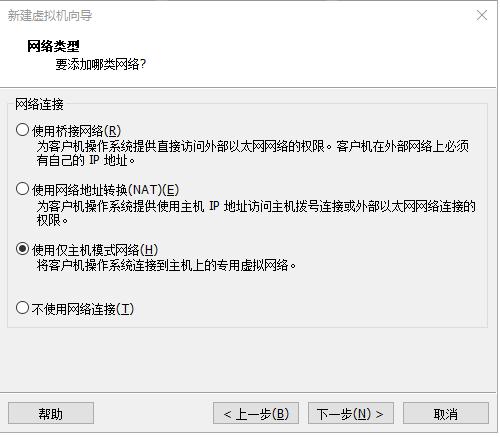 新建虚拟机向导
网络类型
要添加哪类网络?
网络连接
使用桥接网络(R)
为客户机操作系统提供直接访问外部以太网网络的权限。客户机在外部网络上必须
有自己的 IP 地址。
使用网络地址转换(NAT)(E)
为客户机操作系统提供使用主机 IP 地址访问主机拨号连接或外部以太网网络连接的
权限。
使用仅主机模式网络(H)
将客户机操作系统连接到主机上的专用虚拟网络。
不使用网络连接(T)
帮助
< 上一步(B)
下一步(N) >
取消